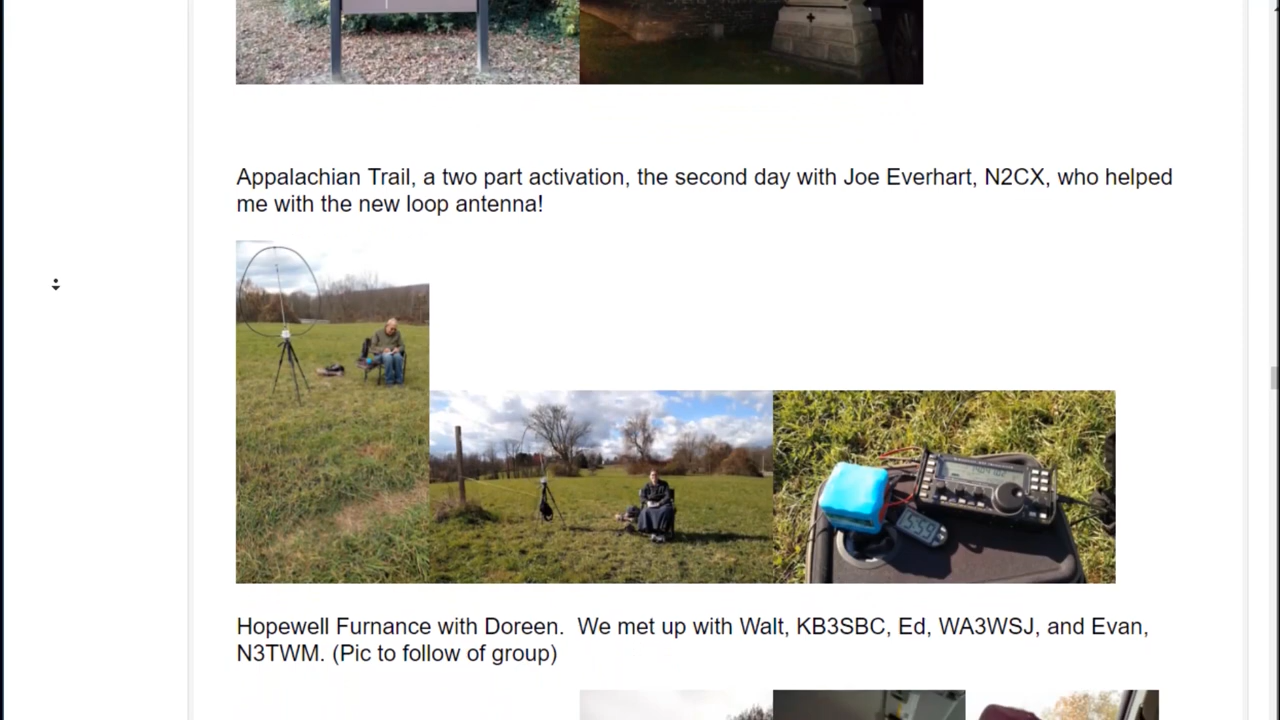 Appalachian Trail, a two part activation, the second day with Joe Everhart, N2CX, who helped
me with the new loop antenna!
5:59
Hopewell Furnance with Doreen.  We met up with Walt, KB3SBC, Ed, WA3WSJ, and Evan,
N3TWM. (Pic to follow of group)